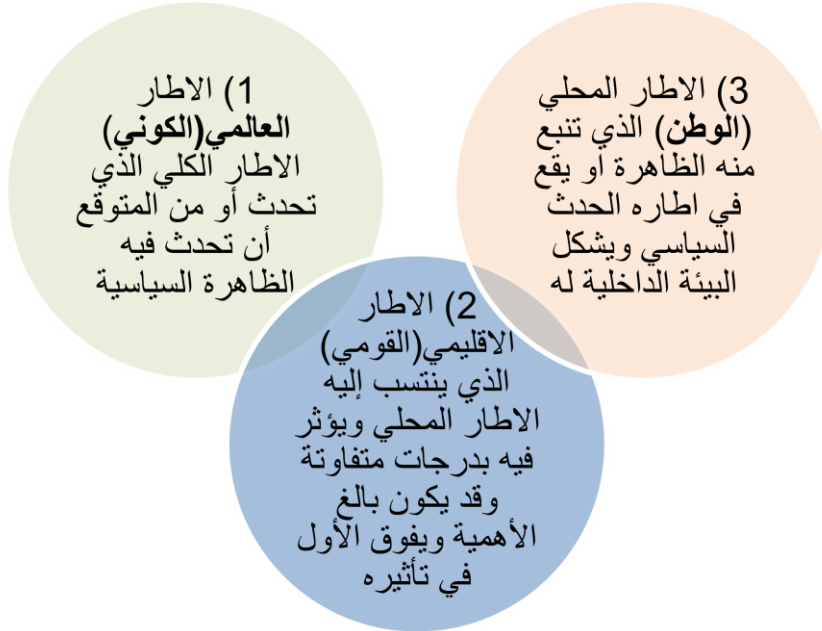 1) الاطار
العالمي(الكوني)
الاطار الكلي الذي
تحدث أو من المتوقع
أن تحدث فيه
الظاهرة السياسية
2) الاطار
الاقليمي(القومي)
الذي ينتسب إليه
الاطار المحلي ويؤثر
فيه بدرجات متفاوتة
وقد يكون بالغ
الأهمية ويفوق الأول
في تأثيره
3) الاطار المحلي
(الوطن) الذي تنبع
منه الظاهرة او يقع
في اطاره الحدث
السياسي ويشكل
البيئة الداخلية له